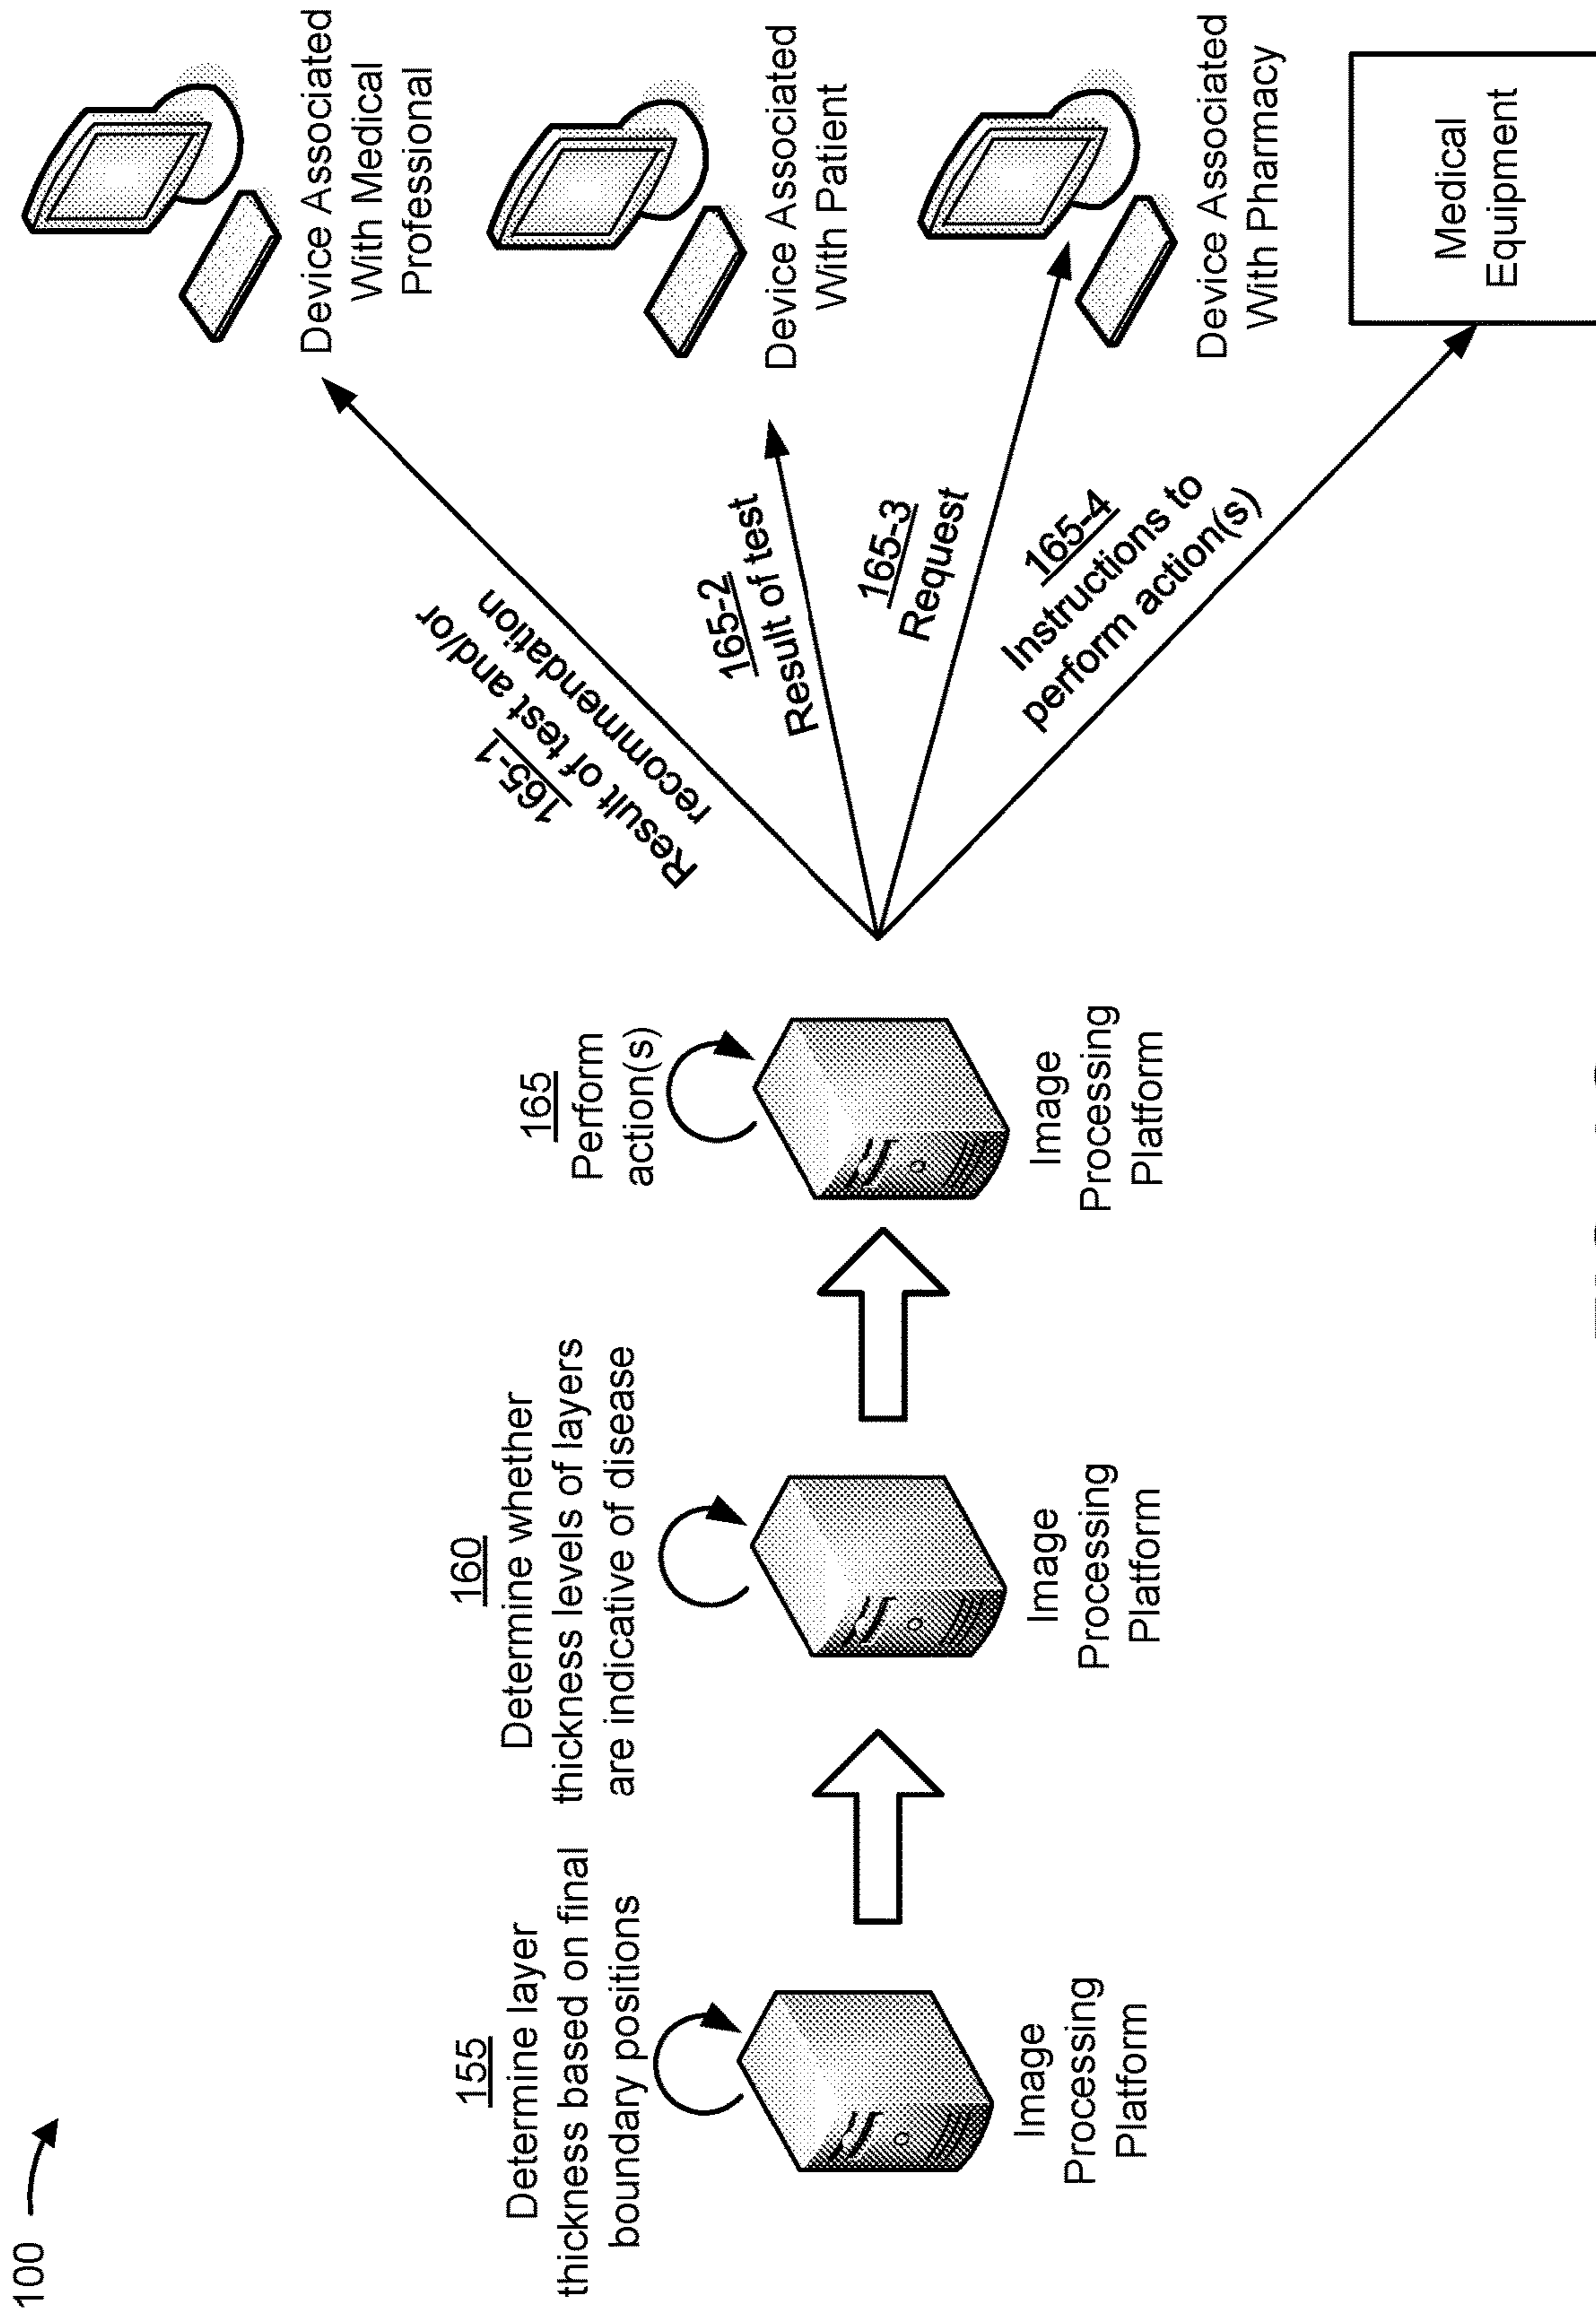 100
155
Determine layer
thickness based on final
boundary positions
Image
Processing
Platform
160
Determine whether
thickness levels of layers
are indicative of disease
Image
Processing
Platform
165
Perform
action(s)
Image
Processing
Platform
165-1
Result of test and/or
recommendation
165-2
Result of test
165-3
Request
165-4
Instructions to
perform action(s)
Device Associated
With Medical
Professional
Device Associated
With Patient
Device Associated
With Pharmacy
Medical
Equipment